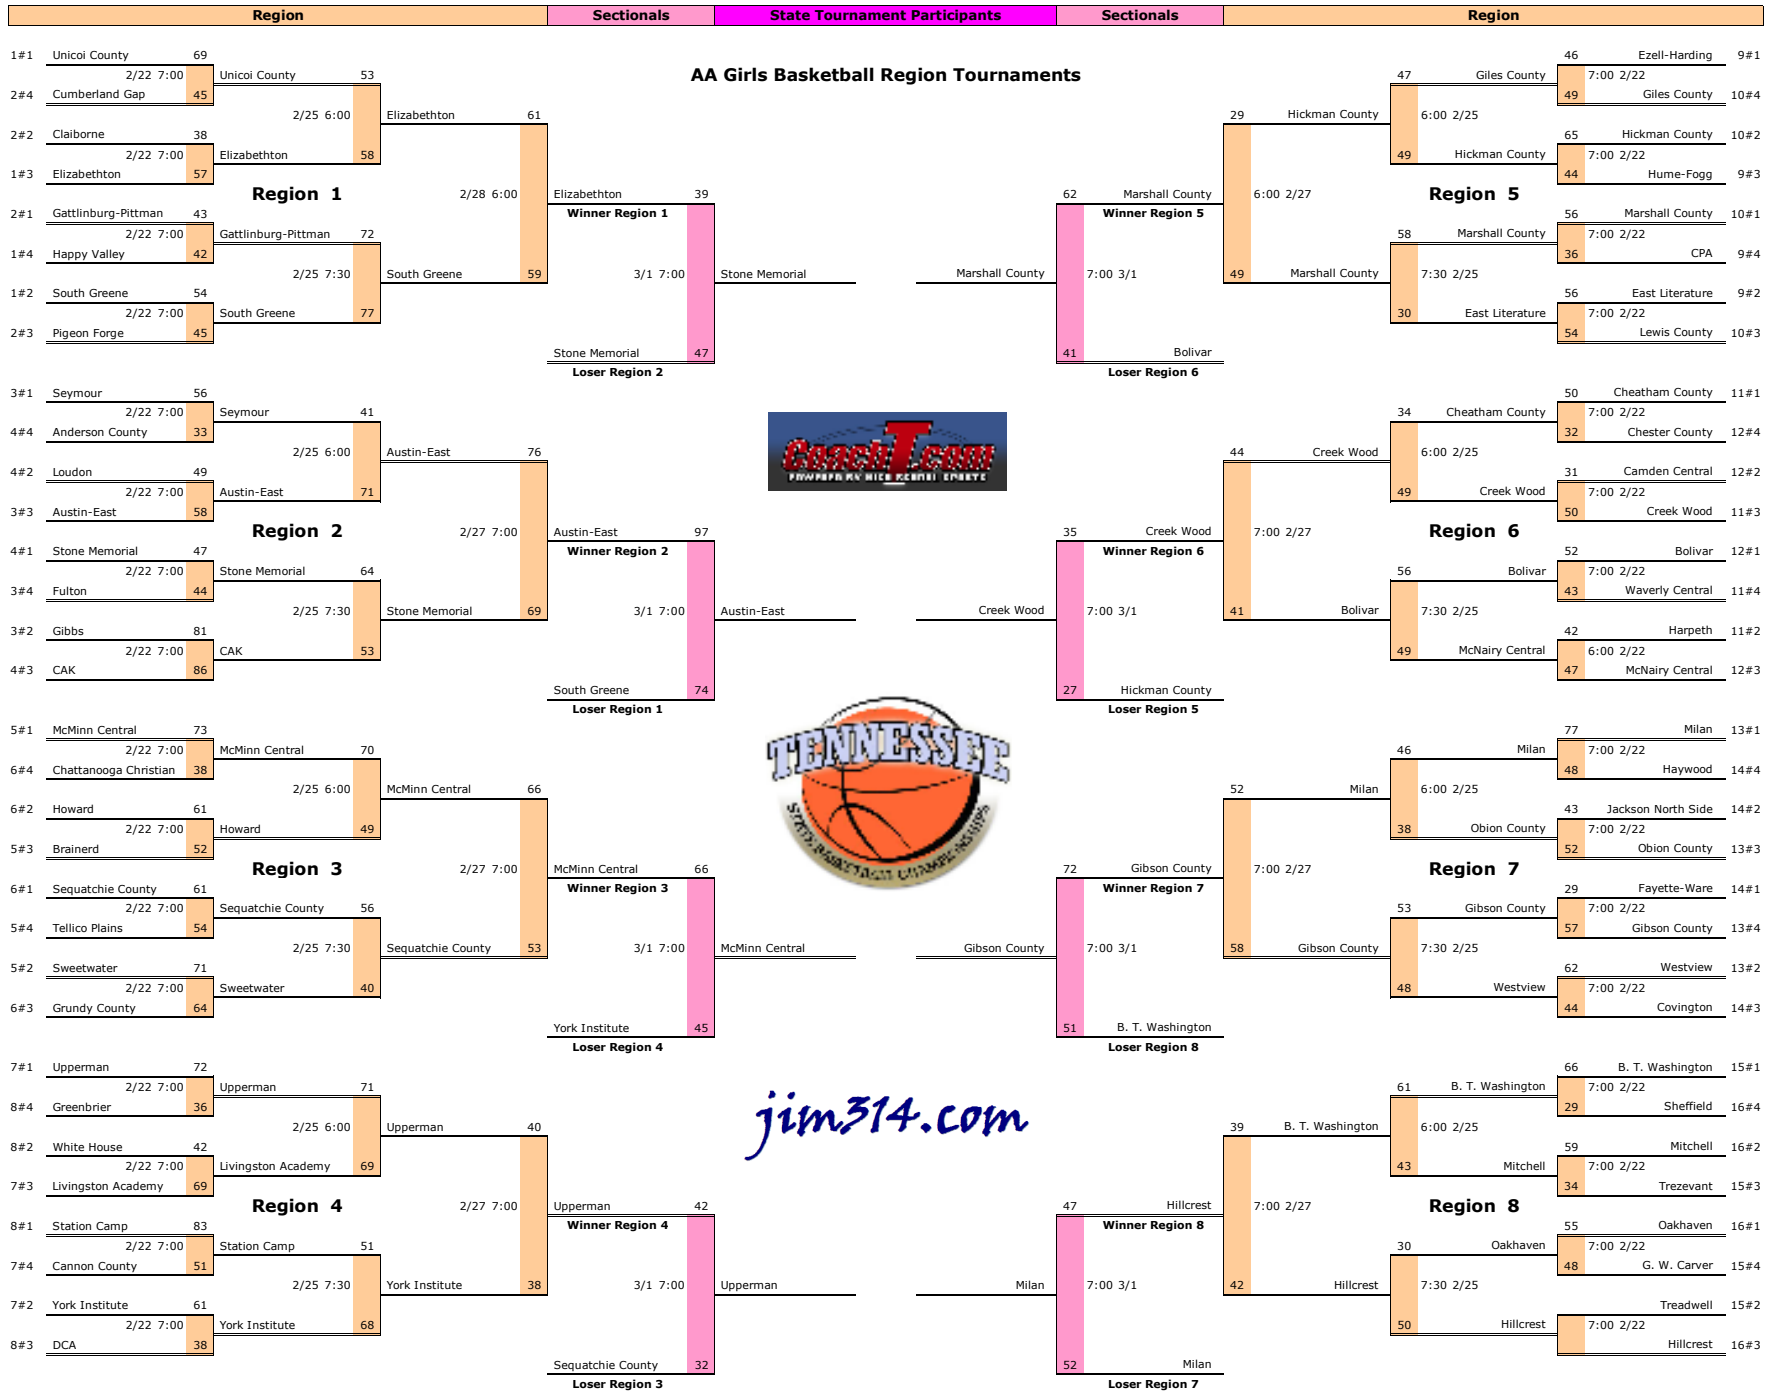 Region Sectionals State Tournament Participants Sectionals Region
AA Girls Basketball Region Tournaments
1#1 Unicoi County 69
2/22 7:00 Unicoi County 53
2#4 Cumberland Gap 45
2/25 6:00 Elizabethton 61
2#2 Claiborne 38
2/22 7:00 Elizabethton 58
1#3 Elizabethton 57
Region 1 2/28 6:00 Elizabethton 39
Winner Region 1
2#1 Gattlinburg-Pittman 43
2/22 7:00 Gattlinburg-Pittman 72
1#4 Happy Valley 42
2/25 7:30 South Greene 59 3/1 7:00 Stone Memorial
1#2 South Greene 54
2/22 7:00 South Greene 77
2#3 Pigeon Forge 45
Stone Memorial 47
Loser Region 2
3#1 Seymour 56
2/22 7:00 Seymour 41
4#4 Anderson County 33
2/25 6:00 Austin-East 76
4#2 Loudon 49
2/22 7:00 Austin-East 71
3#3 Austin-East 58
Region 2 2/27 7:00 Austin-East 97
Winner Region 2
4#1 Stone Memorial 47
2/22 7:00 Stone Memorial 64
3#4 Fulton 44
2/25 7:30 Stone Memorial 69 3/1 7:00 Austin-East
3#2 Gibbs 81
2/22 7:00 CAK 53
4#3 CAK 86
South Greene 74
Loser Region 1
5#1 McMinn Central 73
2/22 7:00 McMinn Central 70
6#4 Chattanooga Christian 38
2/25 6:00 McMinn Central 66
6#2 Howard 61
2/22 7:00 Howard 49
5#3 Brainerd 52
Region 3 2/27 7:00 McMinn Central 66
Winner Region 3
6#1 Sequatchie County 61
2/22 7:00 Sequatchie County 56
5#4 Tellico Plains 54
2/25 7:30 Sequatchie County 53 3/1 7:00 McMinn Central
5#2 Sweetwater 71
2/22 7:00 Sweetwater 40
6#3 Grundy County 64
York Institute 45
Loser Region 4
7#1 Upperman 72
2/22 7:00 Upperman 71
8#4 Greenbrier 36
2/25 6:00 Upperman 40
8#2 White House 42
2/22 7:00 Livingston Academy 69
7#3 Livingston Academy 69
Region 4 2/27 7:00 Upperman 42
Winner Region 4
8#1 Station Camp 83
2/22 7:00 Station Camp 51
7#4 Cannon County 51
2/25 7:30 York Institute 38 3/1 7:00 Upperman
7#2 York Institute 61
2/22 7:00 York Institute 68
8#3 DCA 38
Sequatchie County 32
Loser Region 3
CoachT.com
TENNESSEE
STATE BASKETBALL CHAMPIONSHIPS
jim314.com
46 Ezell-Harding 9#1
47 Giles County 7:00 2/22
49 Giles County 10#4
29 Hickman County 6:00 2/25
65 Hickman County 10#2
49 Hickman County 7:00 2/22
44 Hume-Fogg 9#3
62 Marshall County 6:00 2/27 Region 5
Winner Region 5
56 Marshall County 10#1
58 Marshall County 7:00 2/22
36 CPA 9#4
Marshall County 7:00 3/1 49 Marshall County 7:30 2/25
56 East Literature 9#2
30 East Literature 7:00 2/22
54 Lewis County 10#3
41 Bolivar
Loser Region 6
50 Cheatham County 11#1
34 Cheatham County 7:00 2/22
32 Chester County 12#4
44 Creek Wood 6:00 2/25
31 Camden Central 12#2
49 Creek Wood 7:00 2/22
50 Creek Wood 11#3
35 Creek Wood 7:00 2/27 Region 6
Winner Region 6
52 Bolivar 12#1
56 Bolivar 7:00 2/22
43 Waverly Central 11#4
Creek Wood 7:00 3/1 41 Bolivar 7:30 2/25
42 Harpeth 11#2
49 McNairy Central 6:00 2/22
47 McNairy Central 12#3
27 Hickman County
Loser Region 5
77 Milan 13#1
46 Milan 7:00 2/22
48 Haywood 14#4
52 Milan 6:00 2/25
43 Jackson North Side 14#2
38 Obion County 7:00 2/22
52 Obion County 13#3
72 Gibson County 7:00 2/27 Region 7
Winner Region 7
29 Fayette-Ware 14#1
53 Gibson County 7:00 2/22
57 Gibson County 13#4
Gibson County 7:00 3/1 58 Gibson County 7:30 2/25
62 Westview 13#2
48 Westview 7:00 2/22
44 Covington 14#3
51 B. T. Washington
Loser Region 8
66 B. T. Washington 15#1
61 B. T. Washington 7:00 2/22
29 Sheffield 16#4
39 B. T. Washington 6:00 2/25
59 Mitchell 16#2
43 Mitchell 7:00 2/22
34 Trezevant 15#3
47 Hillcrest 7:00 2/27 Region 8
Winner Region 8
55 Oakhaven 16#1
30 Oakhaven 7:00 2/22
48 G. W. Carver 15#4
Milan 7:00 3/1 42 Hillcrest 7:30 2/25
Treadwell 15#2
50 Hillcrest 7:00 2/22
Hillcrest 16#3
52 Milan
Loser Region 7